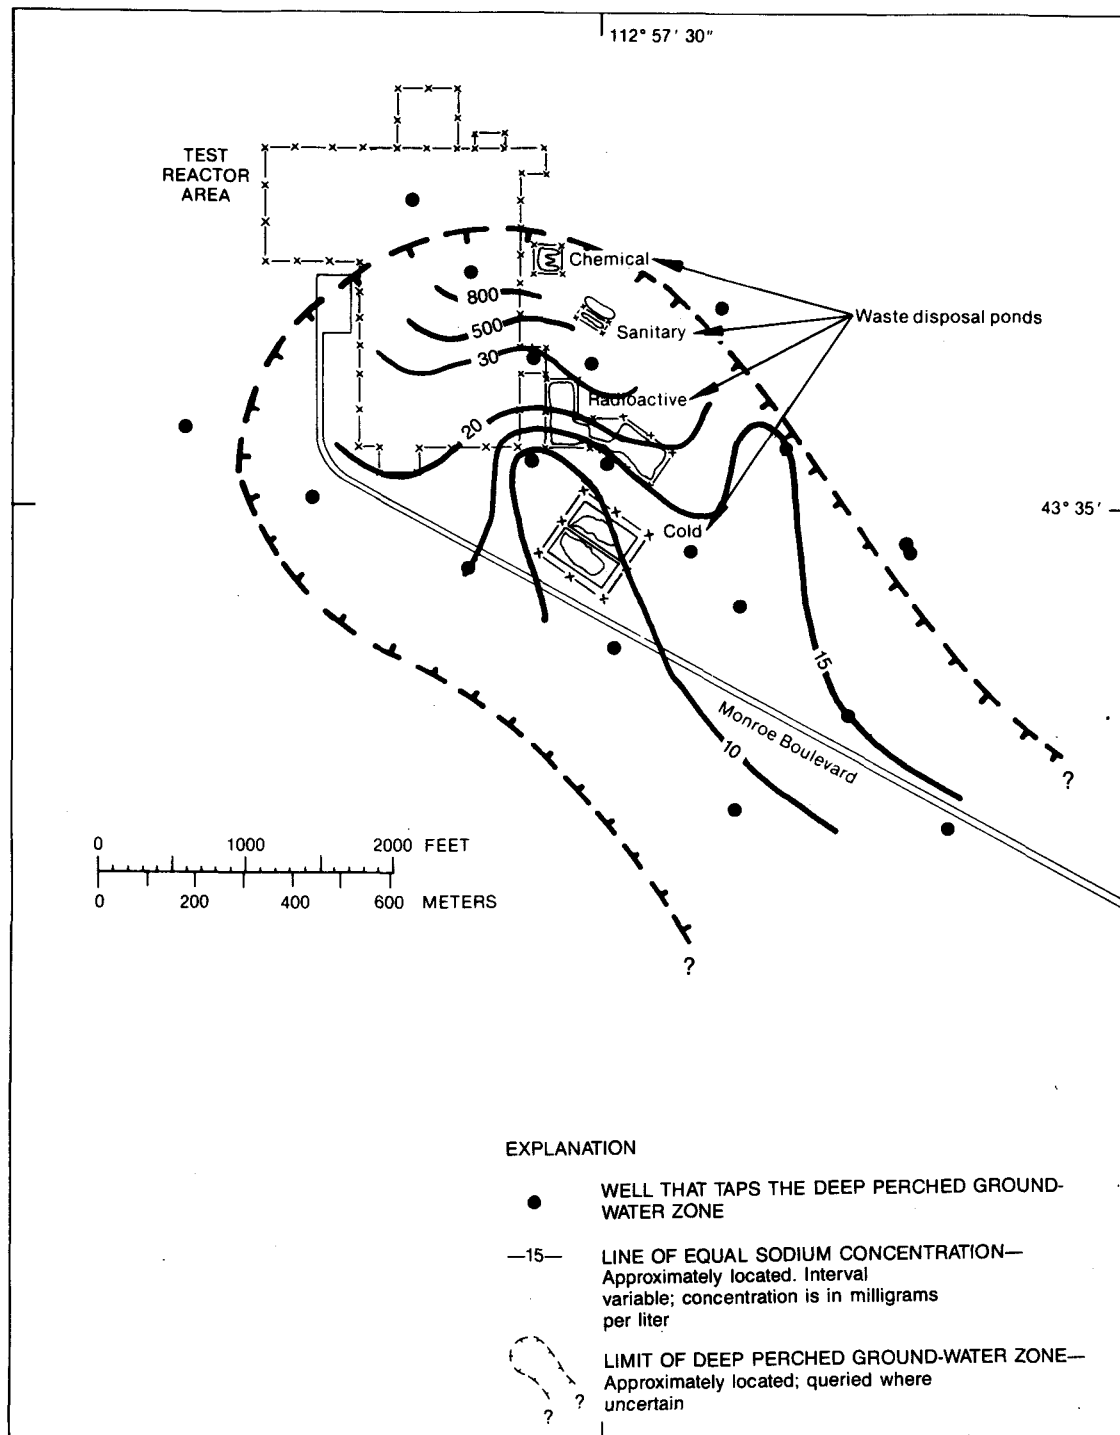 112° 57′ 30″
TEST
REACTOR
AREA
Chemical
800
Waste disposal ponds
500
Sanitary
30
Radioactive
20
43° 35′
Cold
15
Monroe Boulevard
10
?
0 1000 2000 FEET
0 200 400 600 METERS
?
EXPLANATION
WELL THAT TAPS THE DEEP PERCHED GROUND-
WATER ZONE
—15— LINE OF EQUAL SODIUM CONCENTRATION—
Approximately located. Interval
variable; concentration is in milligrams
per liter
LIMIT OF DEEP PERCHED GROUND-WATER ZONE—
Approximately located; queried where
uncertain
?
?